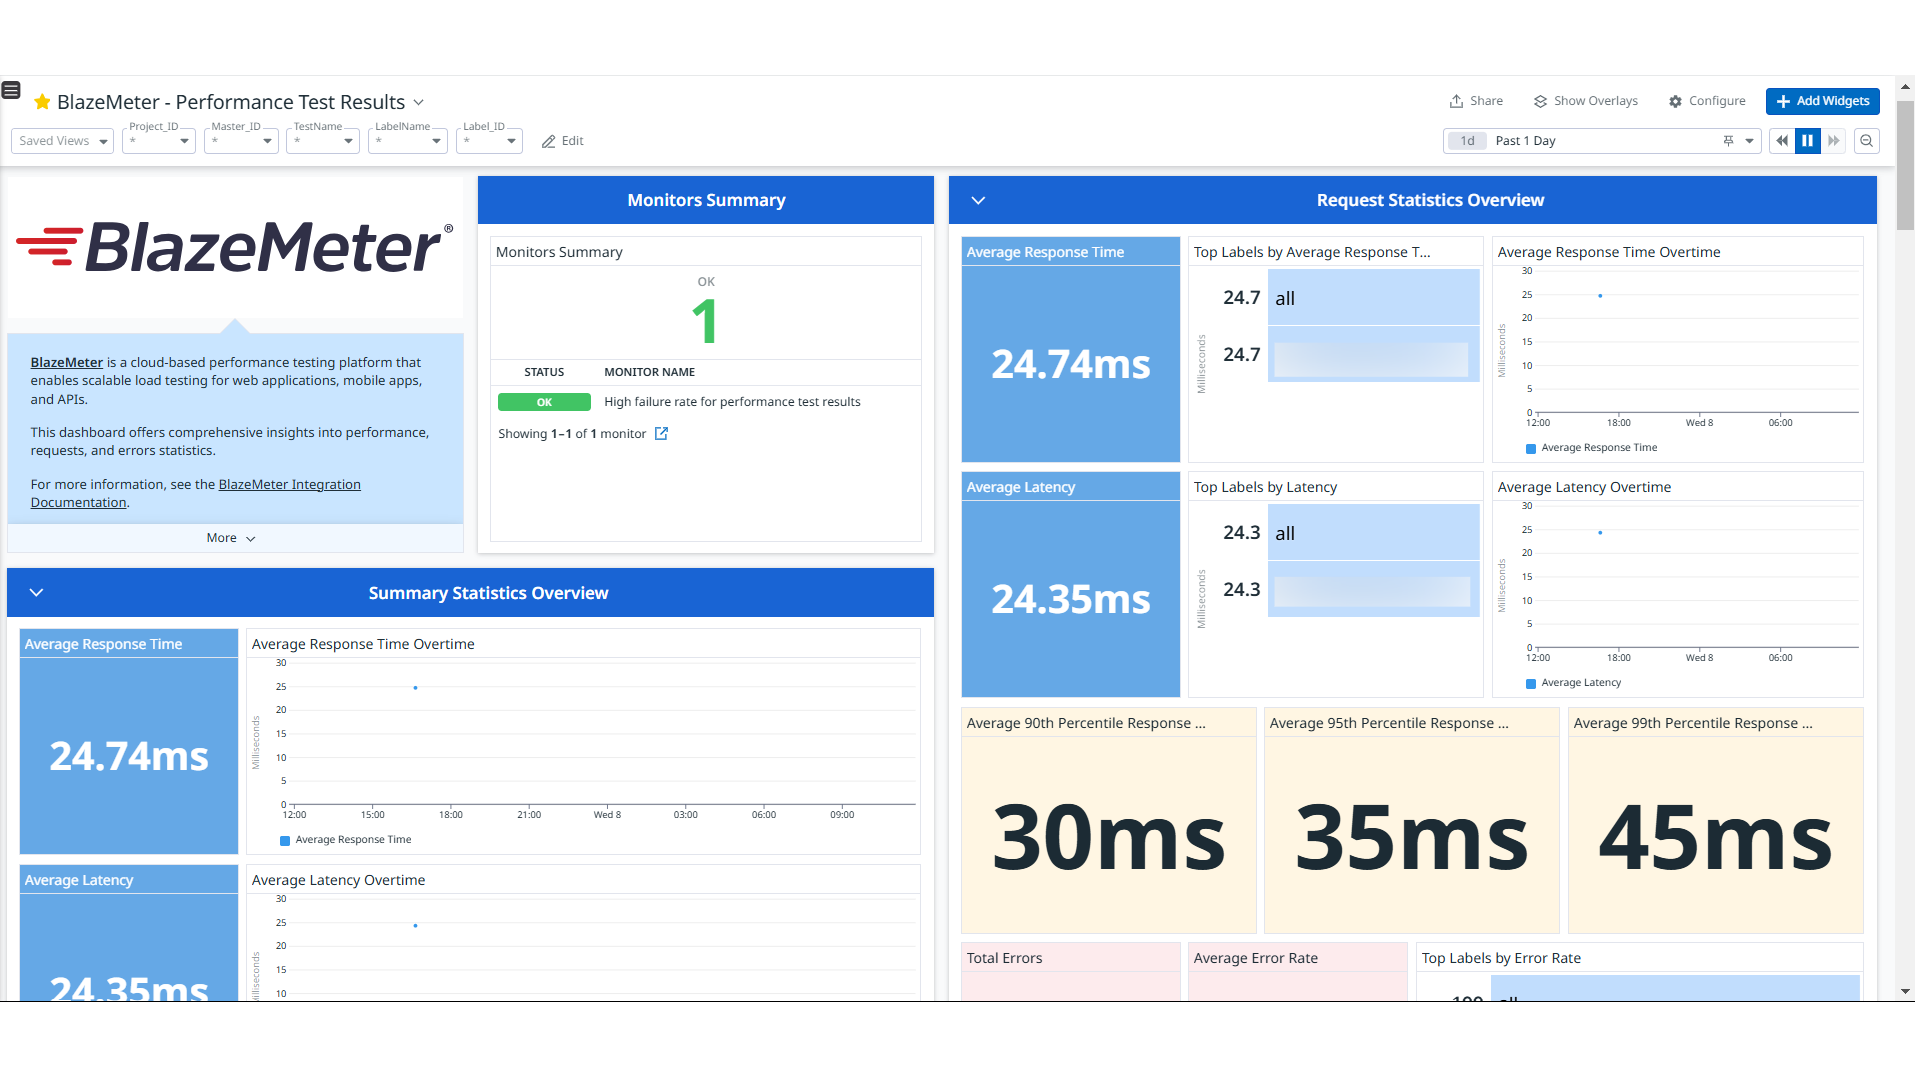 BlazeMeter - Performance Test Results
Share
Show Overlays
Configure
Add Widgets
Saved Views
Project_ID
*
Master_ID
*
TestName
*
LabelName
*
Label_ID
*
Edit
1d
Past 1 Day
BlazeMeter®
BlazeMeter is a cloud-based performance testing platform that
enables scalable load testing for web applications, mobile apps,
and APIs.
This dashboard offers comprehensive insights into performance,
requests, and errors statistics.
For more information, see the BlazeMeter Integration
Documentation.
More
Monitors Summary
Monitors Summary
OK
1
STATUS MONITOR NAME
OK High failure rate for performance test results
Showing 1–1 of 1 monitor
Summary Statistics Overview
Average Response Time
24.74ms
Average Response Time Overtime
Milliseconds
30
25
20
15
10
5
0
12:00 15:00 18:00 21:00 Wed 8 03:00 06:00 09:00
Average Response Time
Average Latency
24.35ms
Average Latency Overtime
Milliseconds
30
25
20
15
10
Request Statistics Overview
Average Response Time
24.74ms
Top Labels by Average Response T...
Milliseconds
24.7 all
24.7
Average Response Time Overtime
Milliseconds
30
25
20
15
10
5
0
12:00 18:00 Wed 8 06:00
Average Response Time
Average Latency
24.35ms
Top Labels by Latency
Milliseconds
24.3 all
24.3
Average Latency Overtime
Milliseconds
30
25
20
15
10
5
0
12:00 18:00 Wed 8 06:00
Average Latency
Average 90th Percentile Response ...
30ms
Average 95th Percentile Response ...
35ms
Average 99th Percentile Response ...
45ms
Total Errors
Average Error Rate
Top Labels by Error Rate
100 all